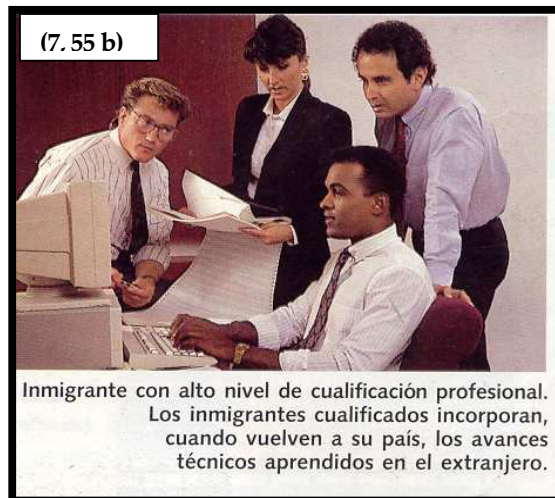 (7, 55 b)
Inmigrante con alto nivel de cualificación profesional.
Los inmigrantes cualificados incorporan,
cuando vuelven a su país, los avances
técnicos aprendidos en el extranjero.